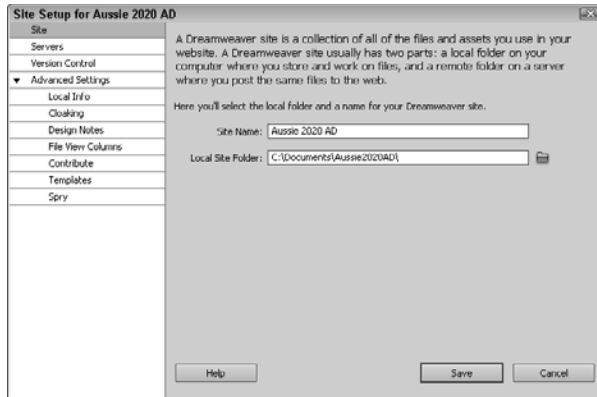 Site Setup for Aussie 2020 AD
Site
Servers
Version Control
Advanced Settings
Local Info
Cloaking
Design Notes
File View Columns
Contribute
Templates
Spry
A Dreamweaver site is a collection of all of the files and assets you use in your
website. A Dreamweaver site usually has two parts: a local folder on your
computer where you store and work on files, and a remote folder on a server
where you post the same files to the web.
Here you'll select the local folder and a name for your Dreamweaver site.
Site Name: Aussie 2020 AD
Local Site Folder: C:\Documents\Aussie2020AD\
Help Save Cancel